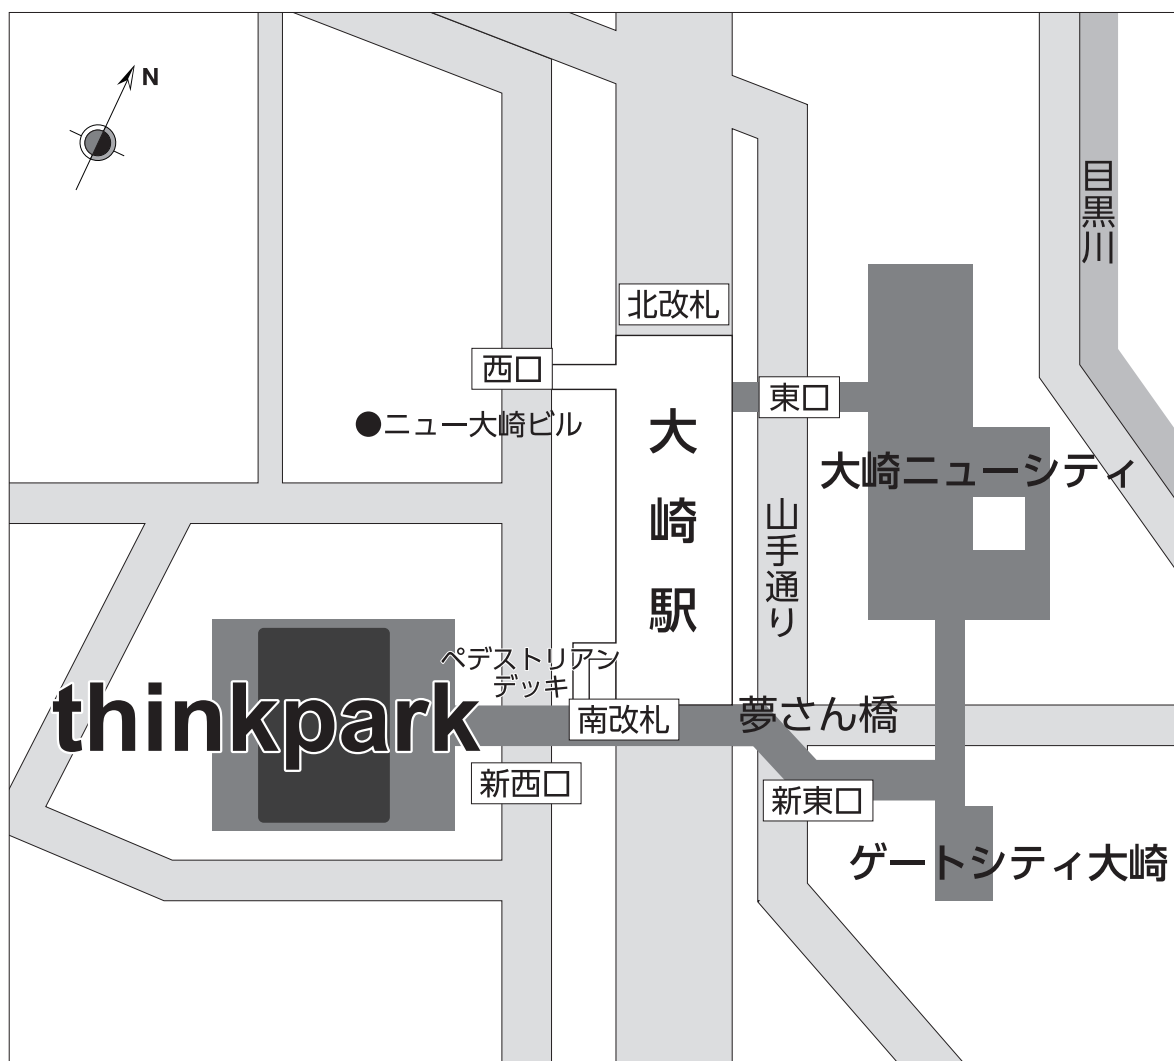 N
目黒川
北改札
西口
東口
ニュー大崎ビル
大崎駅
大崎ニューシティ
山手通り
ペデストリアン
デッキ
thinkpark
南改札
夢さん橋
新西口
新東口
ゲートシティ大崎